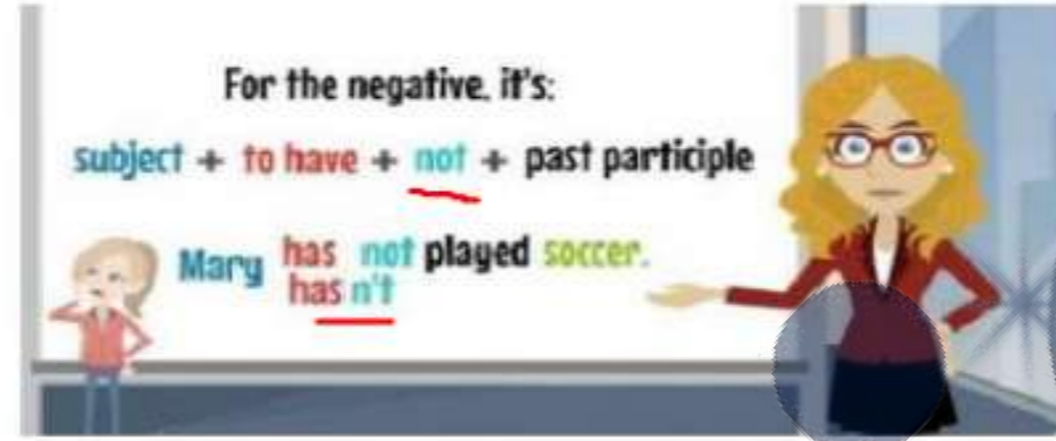 For the negative, it's:
subject + to have + not + past participle
Mary has not played soccer.
has n't